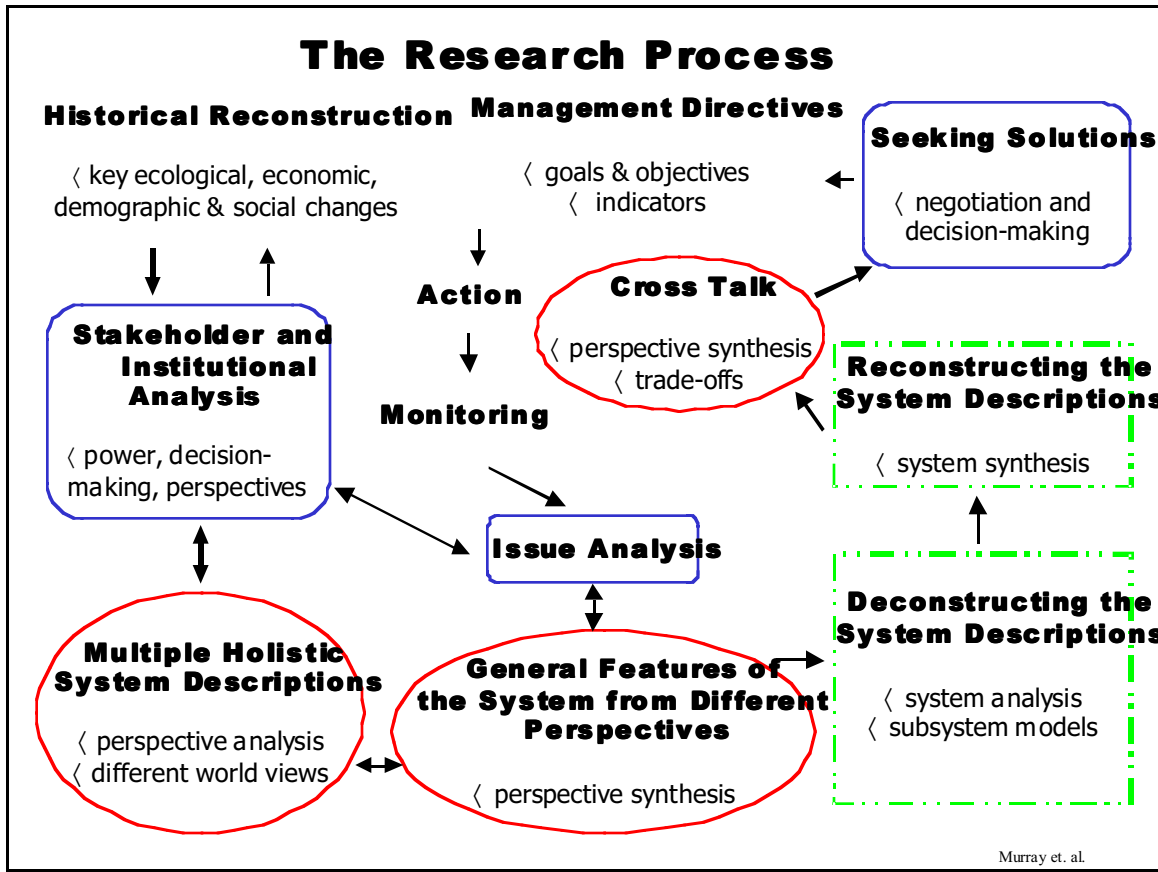 The Research Process
Historical Reconstruction
〈 key ecological, economic,
demographic & social changes
Management Directives
〈 goals & objectives
〈 indicators
Seeking Solutions
〈 negotiation and
decision-making
Action
Cross Talk
〈 perspective synthesis
〈 trade-offs
Stakeholder and
Institutional
Analysis
〈 power, decision-
making, perspectives
Reconstructing the
System Descriptions
〈 system synthesis
Monitoring
Issue Analysis
Deconstructing the
System Descriptions
〈 system analysis
〈 subsystem models
Multiple Holistic
System Descriptions
〈 perspective analysis
〈 different world views
General Features of
the System from Different
Perspectives
〈 perspective synthesis
Murray et. al.